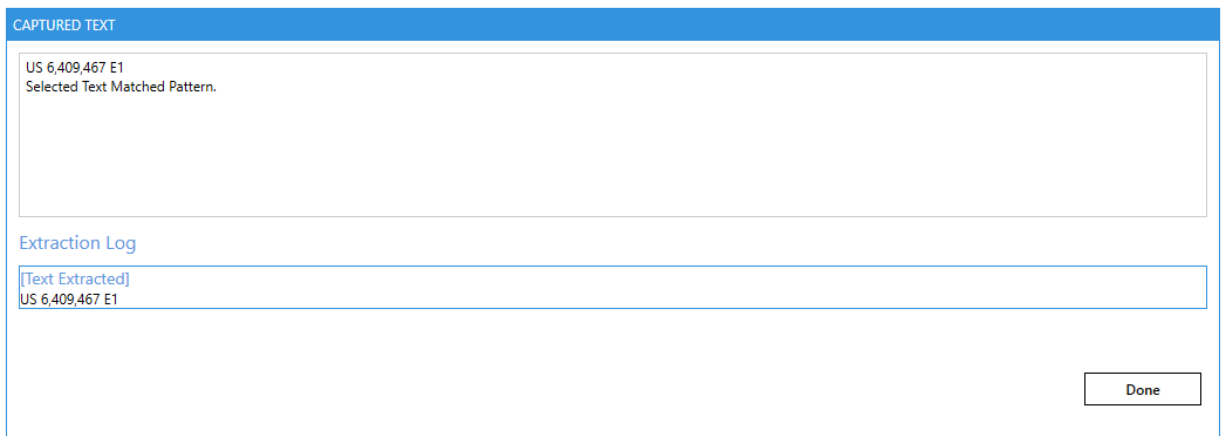 CAPTURED TEXT
US 6,409,467 E1
Selected Text Matched Pattern.
Extraction Log
[Text Extracted]
US 6,409,467 E1
Done